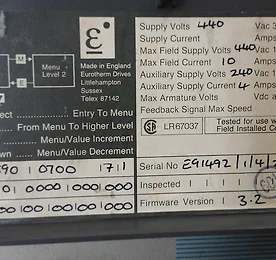 Menu
Level 2
M
E
Made in England
Eurotherm Drives
Littlehampton
Sussex
Telex 87142
Entry To Menu
From Menu To Higher Level
Menu/Value Increment
Menu/Value Decrement
Supply Volts 440 Vac
Supply Current Amps
Max Field Supply Volts 440 Vac
Max Field Current 10 Amps
Auxiliary Supply Volts 240 Vac
Auxiliary Supply Current 4 Amps
Max Armature Volts Vdc
Feedback Signal Max Speed
LR67037
Tested for use
Field Installed
Serial No E91492/1/4/2
Inspected
Firmware Version 3.2